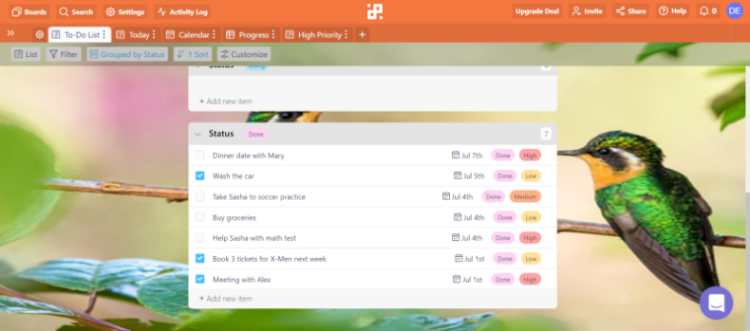 Boards Search Settings Activity Log Upgrade Deal Invite Share Help 0 DE
To-Do List Today Calendar Progress High Priority +
List Filter Grouped by Status 1 Sort Customize
Status
+ Add new item
Status Done 7
Dinner date with Mary Jul 7th Done High
Wash the car Jul 5th Done Low
Take Sasha to soccer practice Jul 4th Done Medium
Buy groceries Jul 4th Done Low
Help Sasha with math test Jul 4th Done High
Book 3 tickets for X-Men next week Jul 1st Done Low
Meeting with Alex Jul 1st Done High
+ Add new item